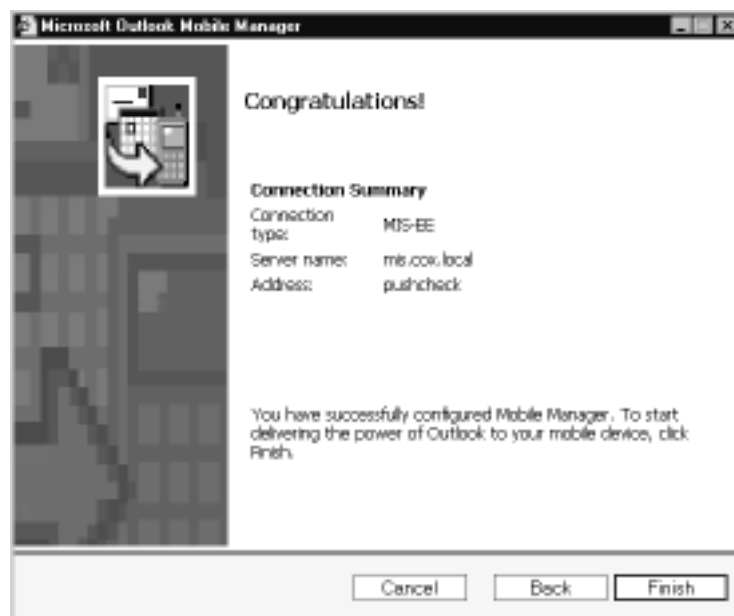 Microsoft Outlook Mobile Manager
Congratulations!
Connection Summary
Connection
type: MIS-EE
Server name: mis.cox.local
Address: pushcheck
You have successfully configured Mobile Manager. To start
delivering the power of Outlook to your mobile device, click
Finish.
Cancel Back Finish